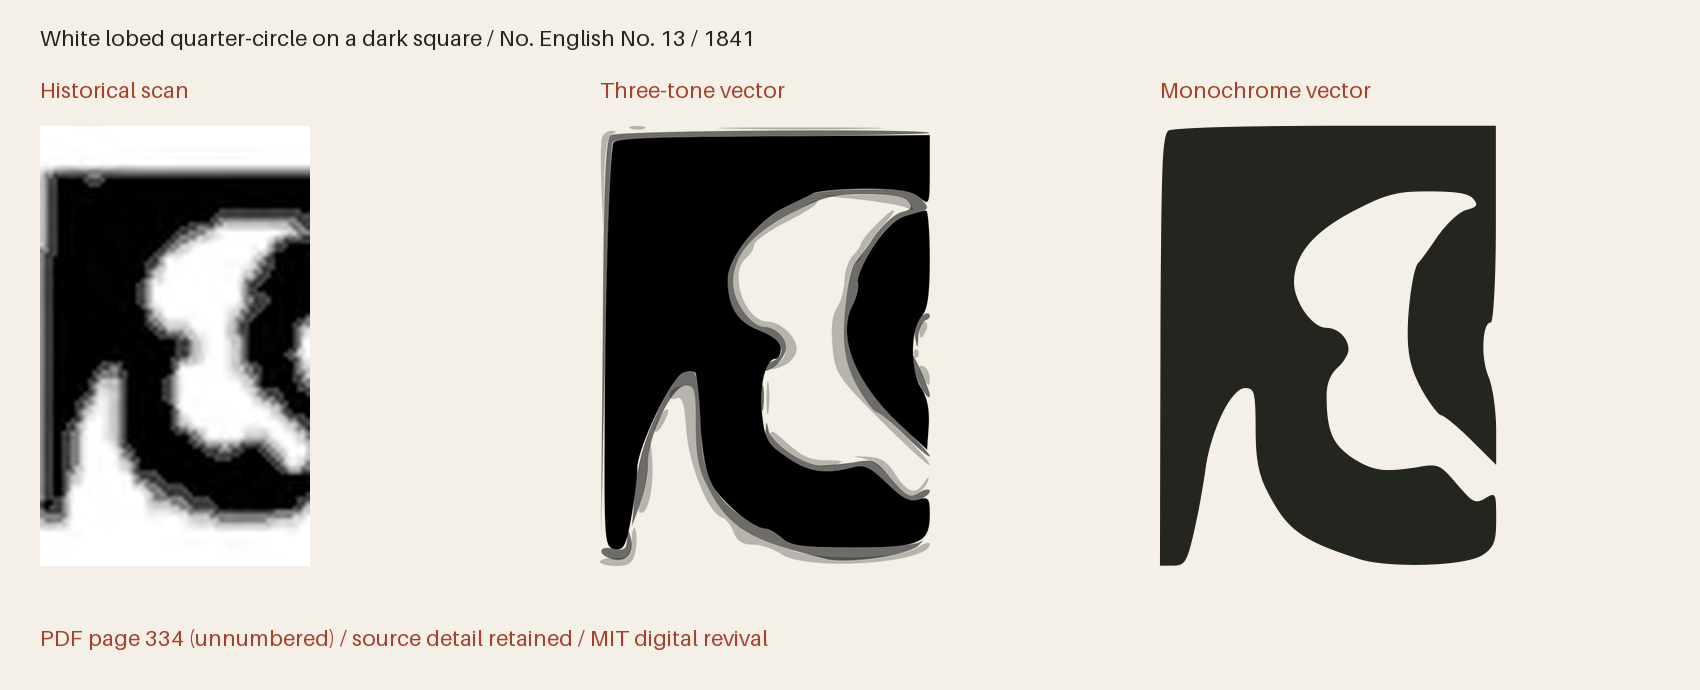 White lobed quarter-circle on a dark square / No. English No. 13 / 1841
Historical scan
Three-tone vector
Monochrome vector
PDF page 334 (unnumbered) / source detail retained / MIT digital revival